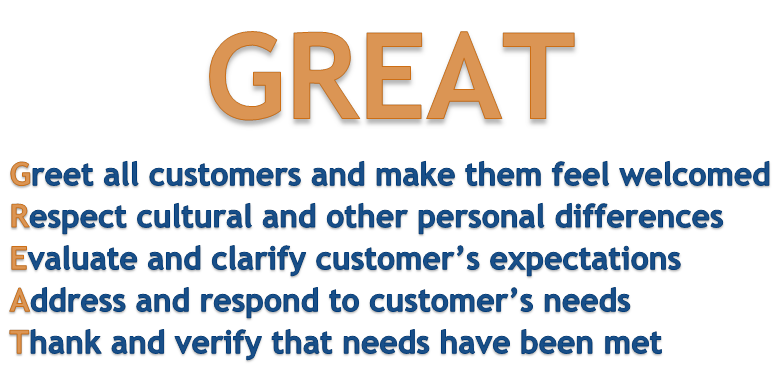 GREAT
Greet all customers and make them feel welcomed
Respect cultural and other personal differences
Evaluate and clarify customer’s expectations
Address and respond to customer’s needs
Thank and verify that needs have been met